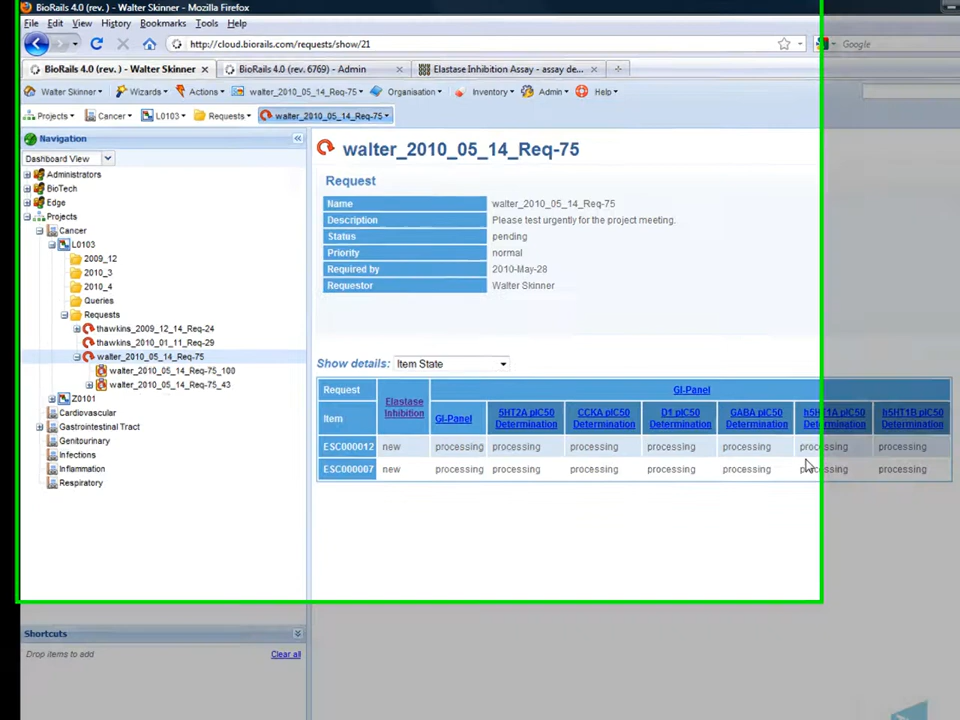 BioRails 4.0 (rev. ) - Walter Skinner - Mozilla Firefox
File Edit View History Bookmarks Tools Help
http://cloud.biorails.com/requests/show/21 Google
BioRails 4.0 (rev. ) - Walter Skinner BioRails 4.0 (rev. 6769) - Admin Elastase Inhibition Assay - assay de...
Walter Skinner Wizards Actions walter_2010_05_14_Req-75 Organisation Inventory Admin Help
Projects Cancer L0103 Requests walter_2010_05_14_Req-75
Navigation
Dashboard View
Administrators
BioTech
Edge
Projects
Cancer
L0103
2009_12
2010_3
2010_4
Queries
Requests
thawkins_2009_12_14_Req-24
thawkins_2010_01_11_Req-29
walter_2010_05_14_Req-75
walter_2010_05_14_Req-75_100
walter_2010_05_14_Req-75_43
Z0101
Cardiovascular
Gastrointestinal Tract
Genitourinary
Infections
Inflammation
Respiratory
Shortcuts
Drop items to add Clear all
walter_2010_05_14_Req-75
Request
Name walter_2010_05_14_Req-75
Description Please test urgently for the project meeting.
Status pending
Priority normal
Required by 2010-May-28
Requestor Walter Skinner
Show details: Item State
Request Elastase Inhibition GI-Panel
Item GI-Panel 5HT2A pIC50 Determination CCKA pIC50 Determination D1 pIC50 Determination GABA pIC50 Determination h5HT1A pIC50 Determination h5HT1B pIC50 Determination
ESC000012 new processing processing processing processing processing processing processing
ESC000007 new processing processing processing processing processing processing processing